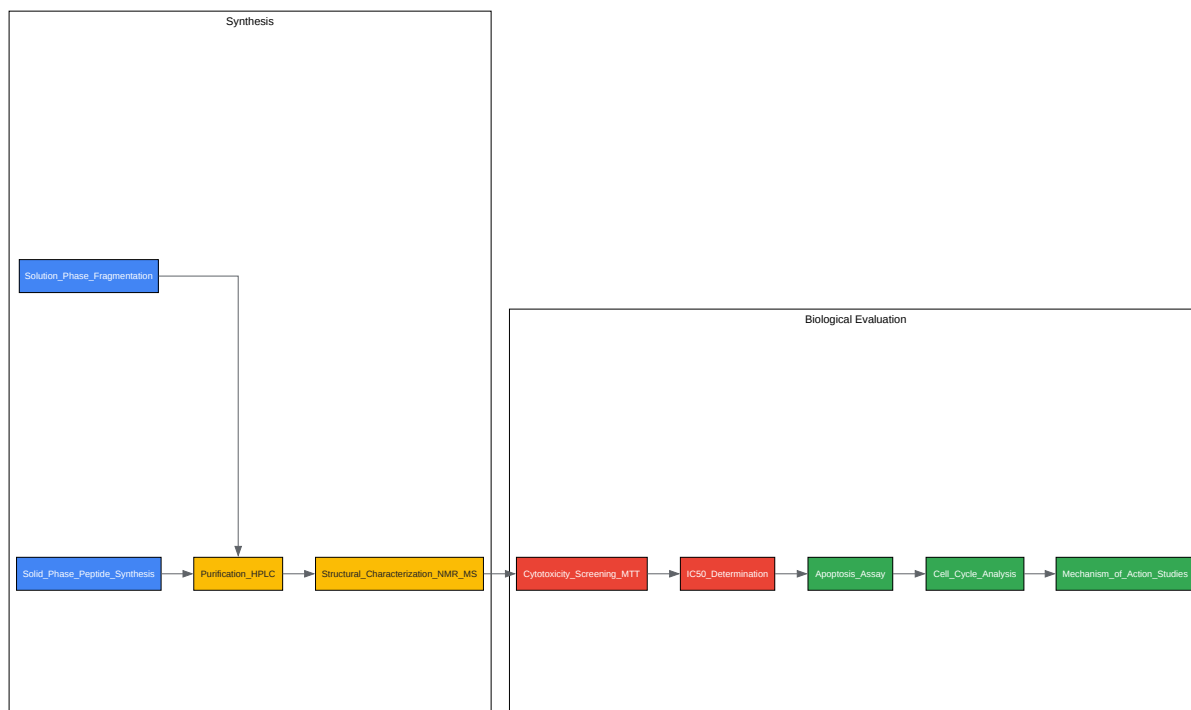 Synthesis
Biological Evaluation
Solution_Phase_Fragmentation
Solid_Phase_Peptide_Synthesis
Purification_HPLC
Structural_Characterization_NMR_MS
Cytotoxicity_Screening_MTT
IC50_Determination
Apoptosis_Assay
Cell_Cycle_Analysis
Mechanism_of_Action_Studies